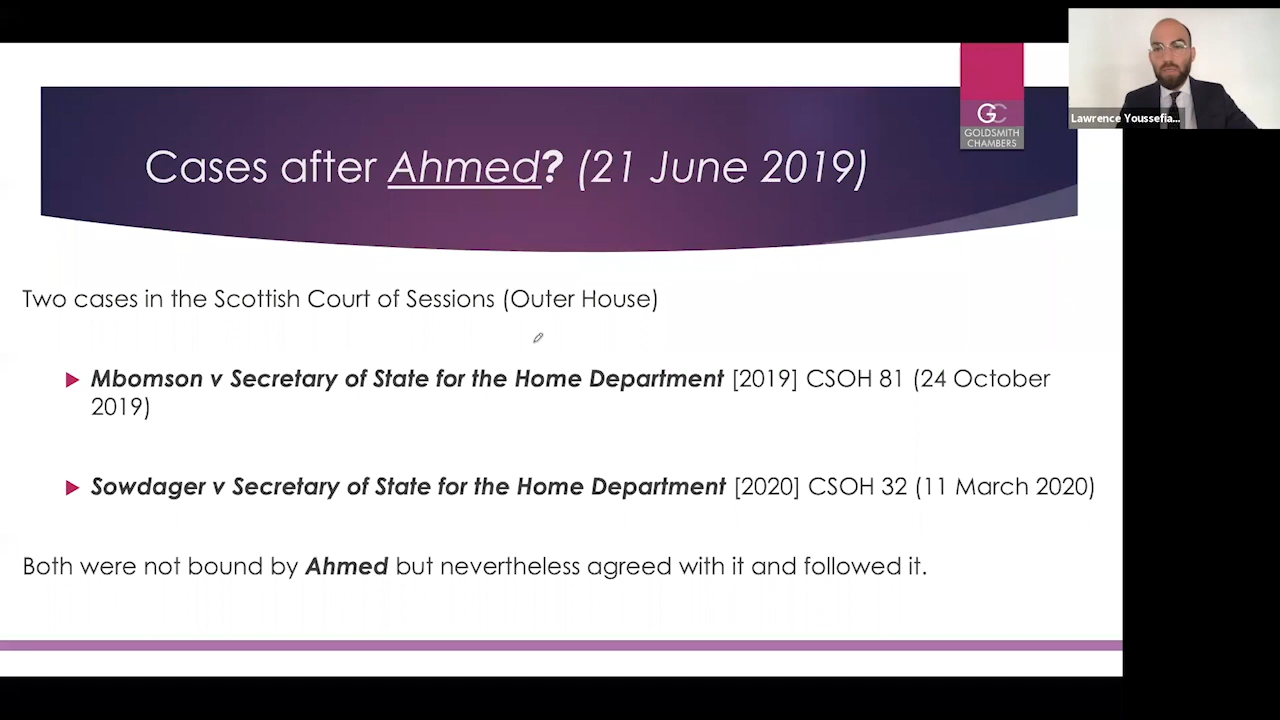 Lawrence Youssefia...
GC
GOLDSMITH
CHAMBERS
Cases after Ahmed? (21 June 2019)
Two cases in the Scottish Court of Sessions (Outer House)
Mbomson v Secretary of State for the Home Department [2019] CSOH 81 (24 October
2019)
Sowdager v Secretary of State for the Home Department [2020] CSOH 32 (11 March 2020)
Both were not bound by Ahmed but nevertheless agreed with it and followed it.